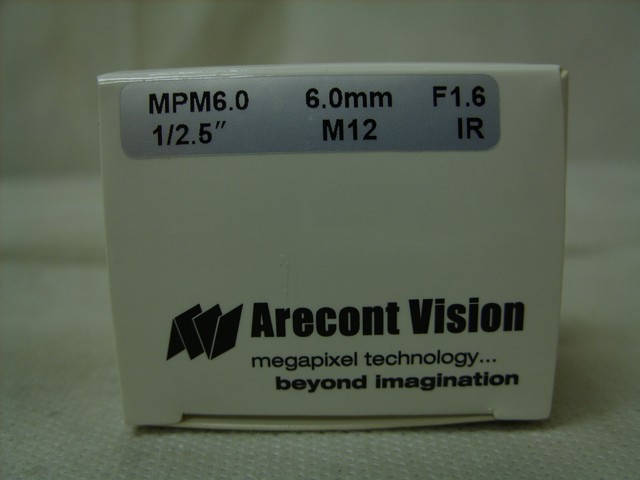 MPM6.0 6.0mm F1.6
1/2.5" M12 IR
Arecont Vision
megapixel technology...
beyond imagination